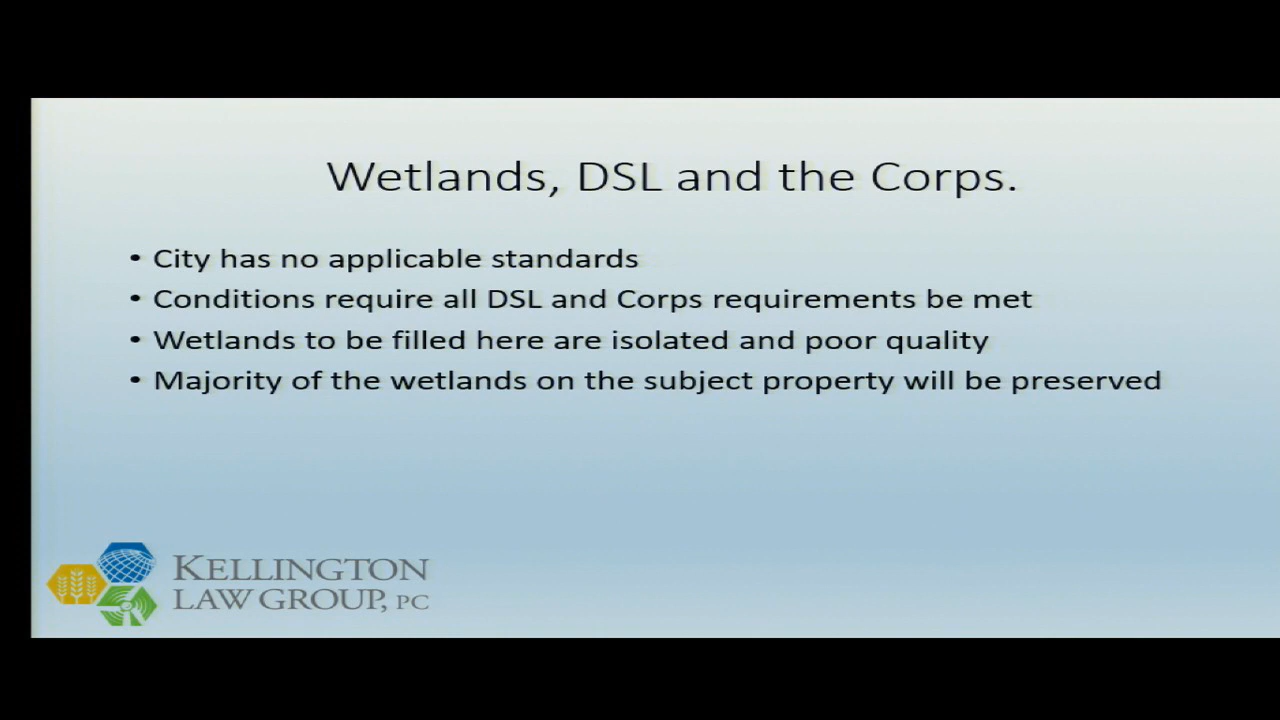 Wetlands, DSL and the Corps.
• City has no applicable standards
• Conditions require all DSL and Corps requirements be met
• Wetlands to be filled here are isolated and poor quality
• Majority of the wetlands on the subject property will be preserved
KELLINGTON
LAW GROUP, PC